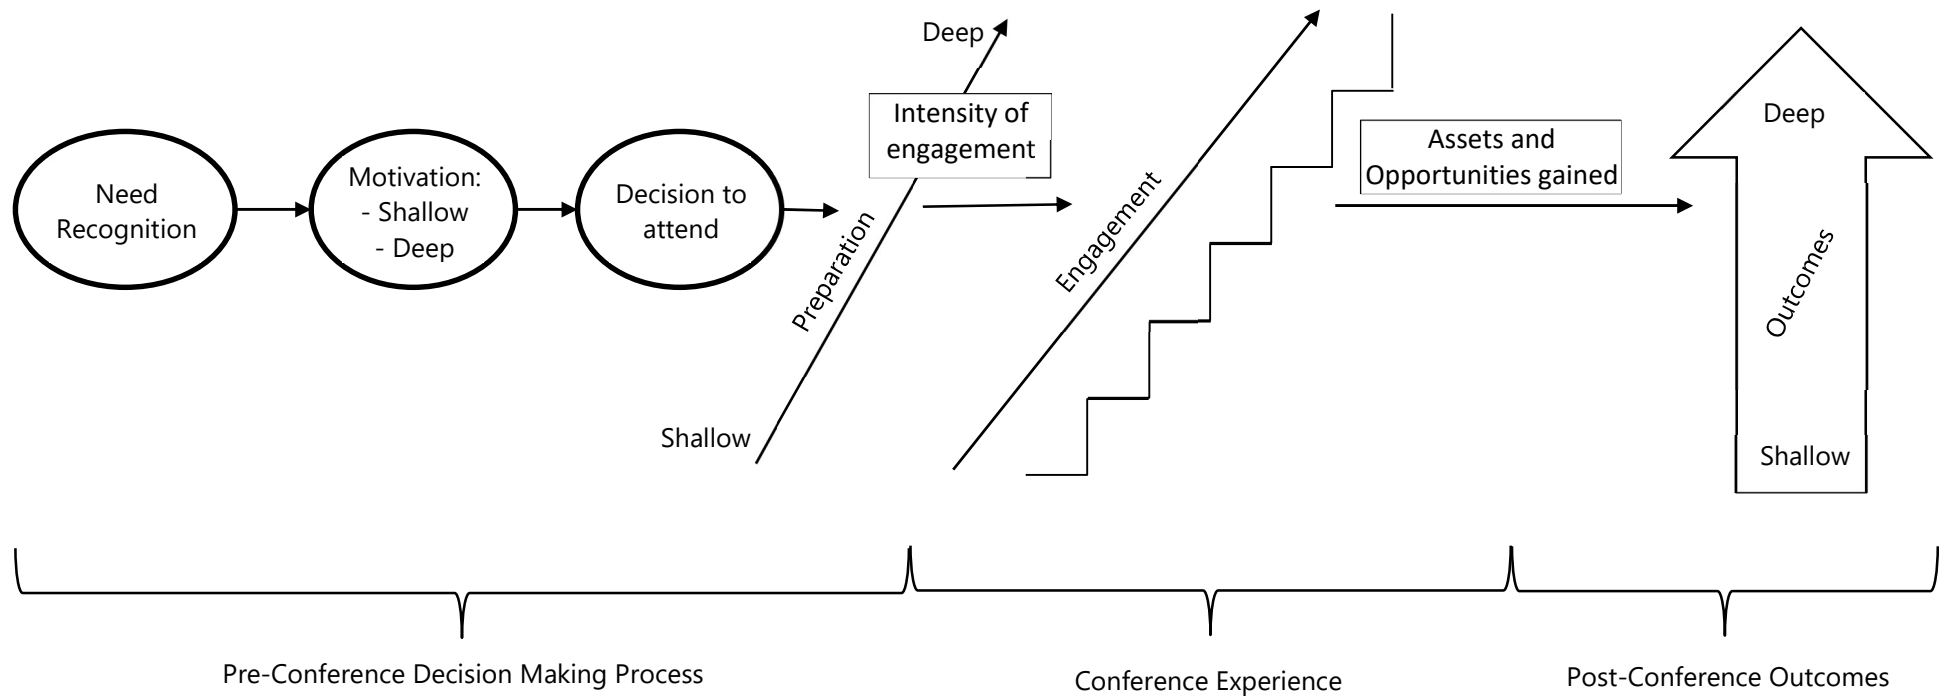 Need
Recognition
Motivation:
- Shallow
- Deep
Decision to
attend
Deep
Preparation
Shallow
Intensity of
engagement
Engagement
Assets and
Opportunities gained
Deep
Outcomes
Shallow
Pre-Conference Decision Making Process
Conference Experience
Post-Conference Outcomes